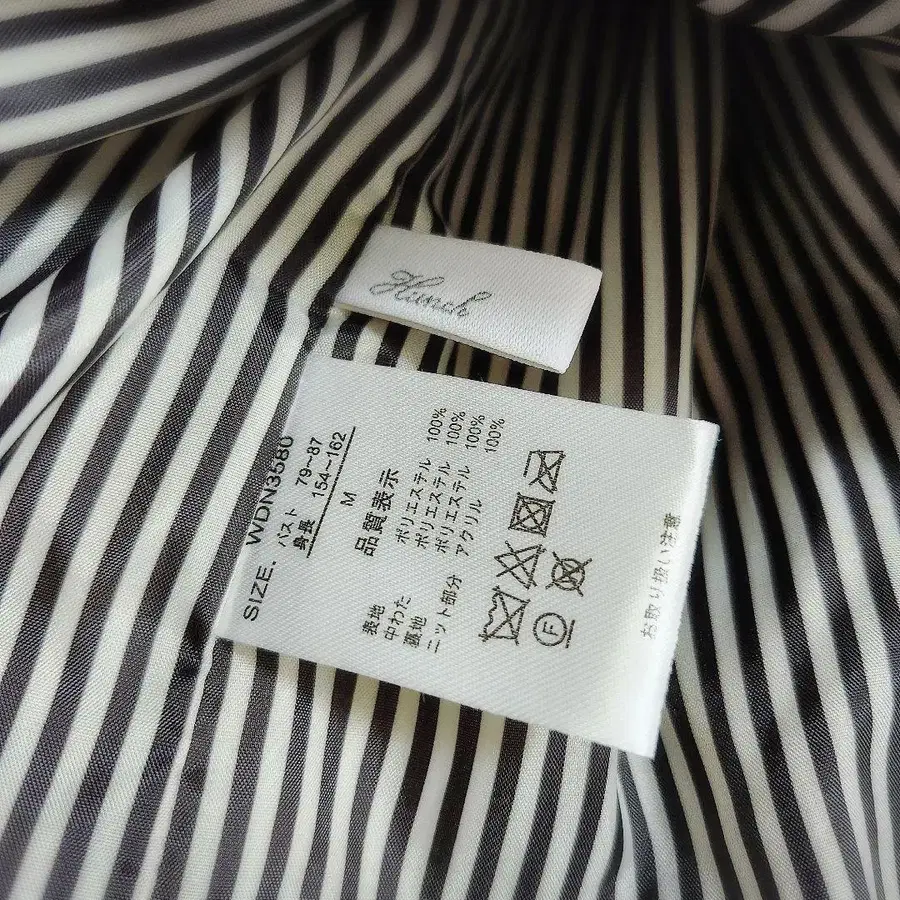 Hunch
WDN3580
SIZE. バスト 79~87
身長 154~162
M
品質表示
表地 ポリエステル 100%
中わた ポリエステル 100%
裏地 ポリエステル 100%
ニット部分 アクリル 100%
F
お取り扱い注意